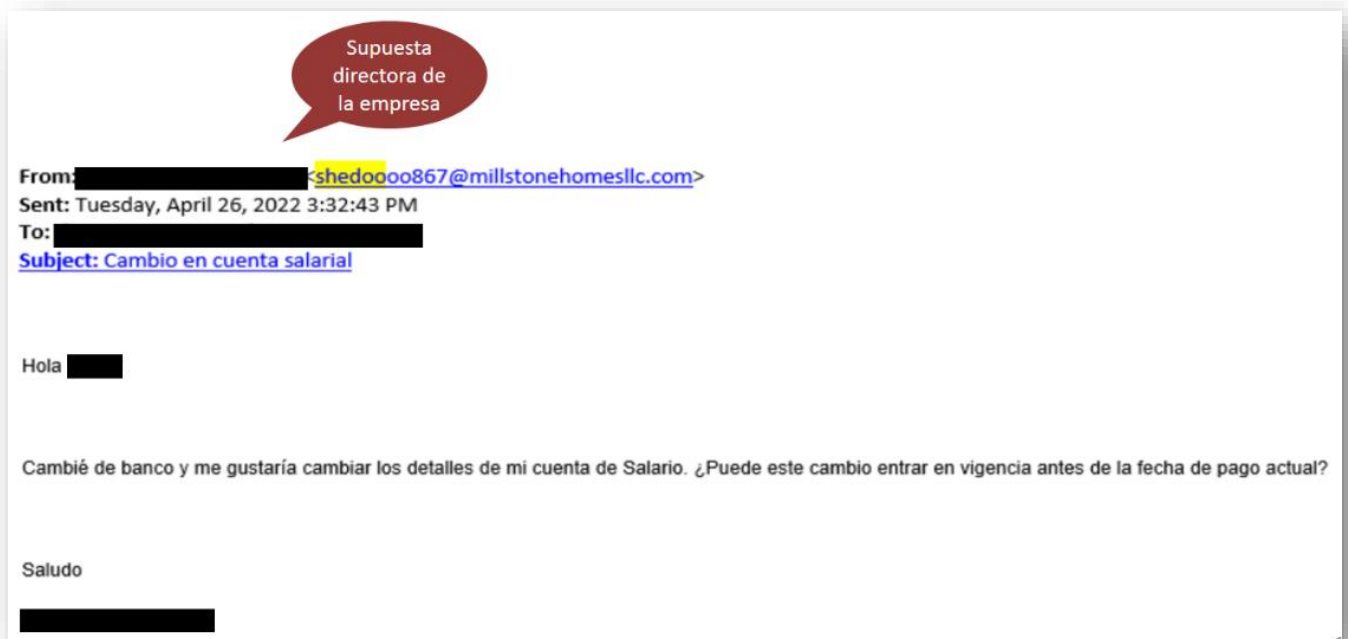 Supuesta
directora de
la empresa
From: <shedoooo867@millstonehomesllc.com>
Sent: Tuesday, April 26, 2022 3:32:43 PM
To:
Subject: Cambio en cuenta salarial
Hola
Cambié de banco y me gustaría cambiar los detalles de mi cuenta de Salario. ¿Puede este cambio entrar en vigencia antes de la fecha de pago actual?
Saludo